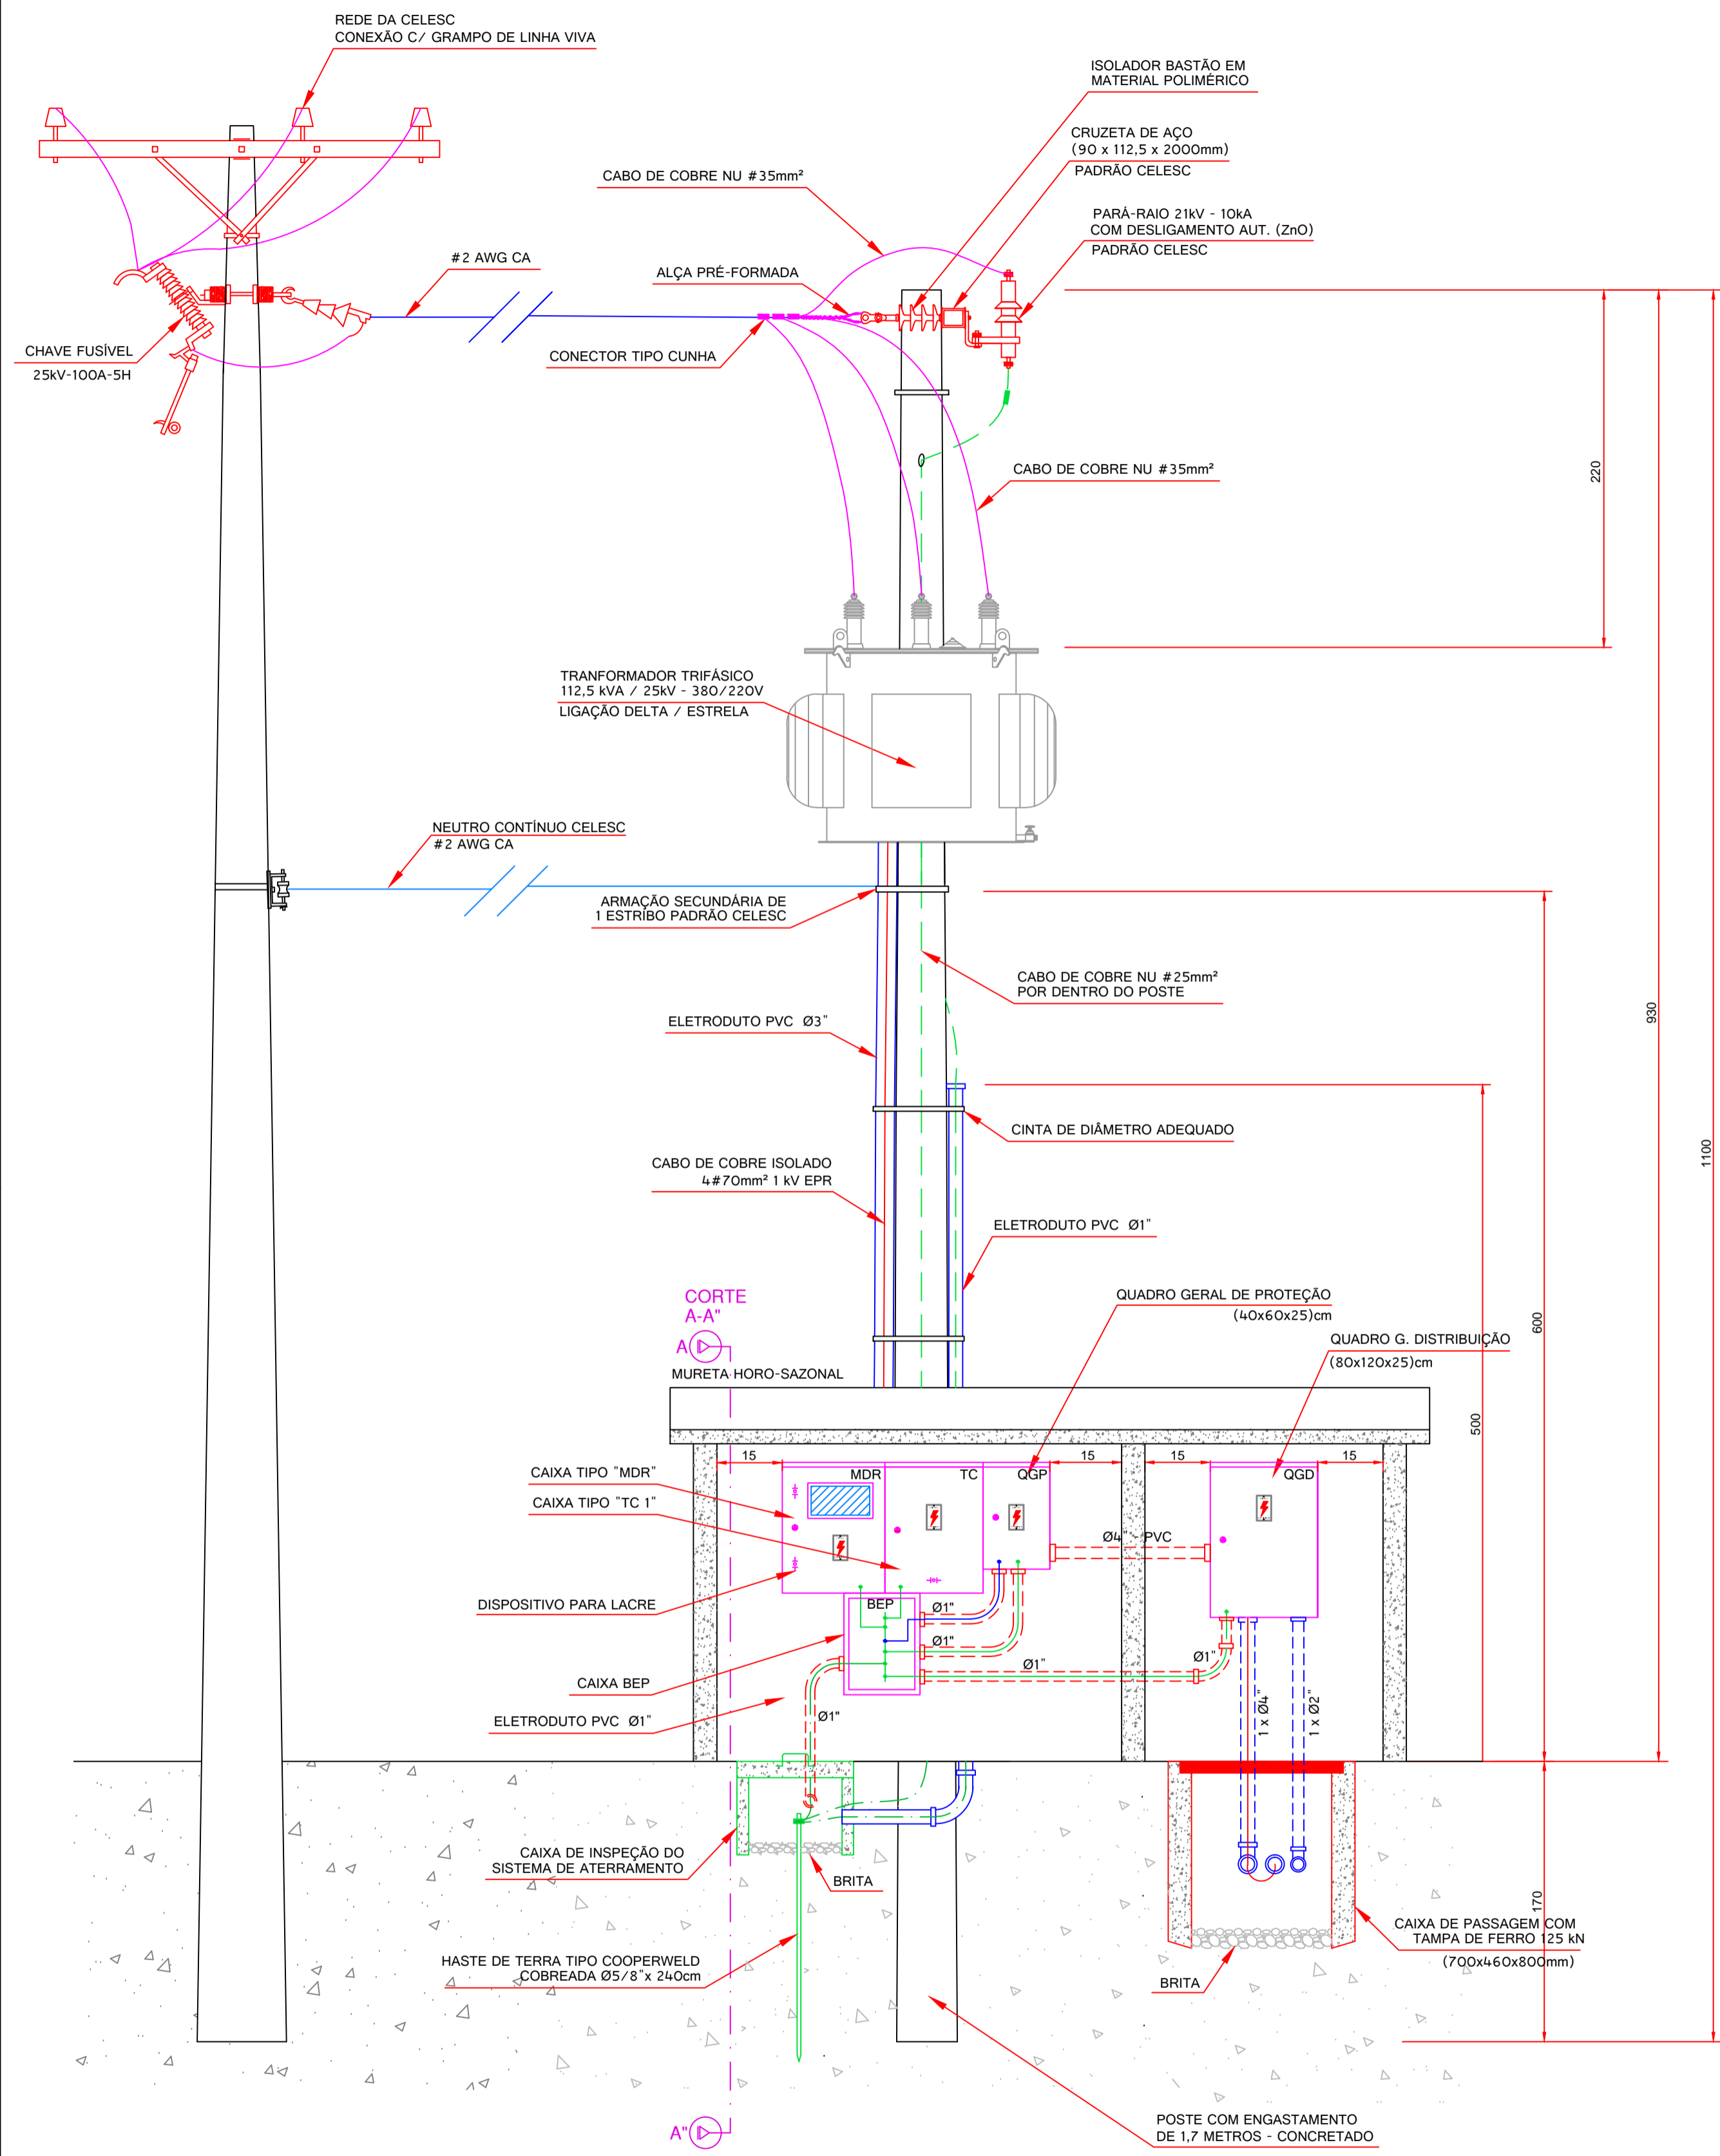 REDE DA CELESC
CONEXÃO C/ GRAMPO DE LINHA VIVA
ISOLADOR BASTÃO EM
MATERIAL POLIMÉRICO
CRUZETA DE AÇO
(90 x 112,5 x 2000mm)
PADRÃO CELESC
CABO DE COBRE NU #35mm²
PARÁ-RAIO 21kV - 10kA
COM DESLIGAMENTO AUT. (ZnO)
PADRÃO CELESC
#2 AWG CA
ALÇA PRÉ-FORMADA
CHAVE FUSÍVEL
25kV-100A-5H
CONECTOR TIPO CUNHA
CABO DE COBRE NU #35mm²
220
TRANFORMADOR TRIFÁSICO
112,5 kVA / 25kV - 380/220V
LIGAÇÃO DELTA / ESTRELA
NEUTRO CONTÍNUO CELESC
#2 AWG CA
ARMAÇÃO SECUNDÁRIA DE
1 ESTRIBO PADRÃO CELESC
CABO DE COBRE NU #25mm²
POR DENTRO DO POSTE
930
ELETRODUTO PVC Ø3"
CINTA DE DIÂMETRO ADEQUADO
1100
CABO DE COBRE ISOLADO
4#70mm² 1 kV EPR
ELETRODUTO PVC Ø1"
CORTE
A-A"
A
QUADRO GERAL DE PROTEÇÃO
(40x60x25)cm
600
QUADRO G. DISTRIBUIÇÃO
(80x120x25)cm
MURETA HORO-SAZONAL
500
15
15
15
15
MDR
TC
QGP
QGD
CAIXA TIPO "MDR"
CAIXA TIPO "TC 1"
Ø4" PVC
DISPOSITIVO PARA LACRE
BEP
Ø1"
Ø1"
Ø1"
Ø1"
CAIXA BEP
ELETRODUTO PVC Ø1"
Ø1"
1 x Ø4"
1 x Ø2"
CAIXA DE INSPEÇÃO DO
SISTEMA DE ATERRAMENTO
BRITA
170
CAIXA DE PASSAGEM COM
TAMPA DE FERRO 125 kN
(700x460x800mm)
HASTE DE TERRA TIPO COOPERWELD
COBREADA Ø5/8"x 240cm
BRITA
POSTE COM ENGASTAMENTO
DE 1,7 METROS - CONCRETADO
A"